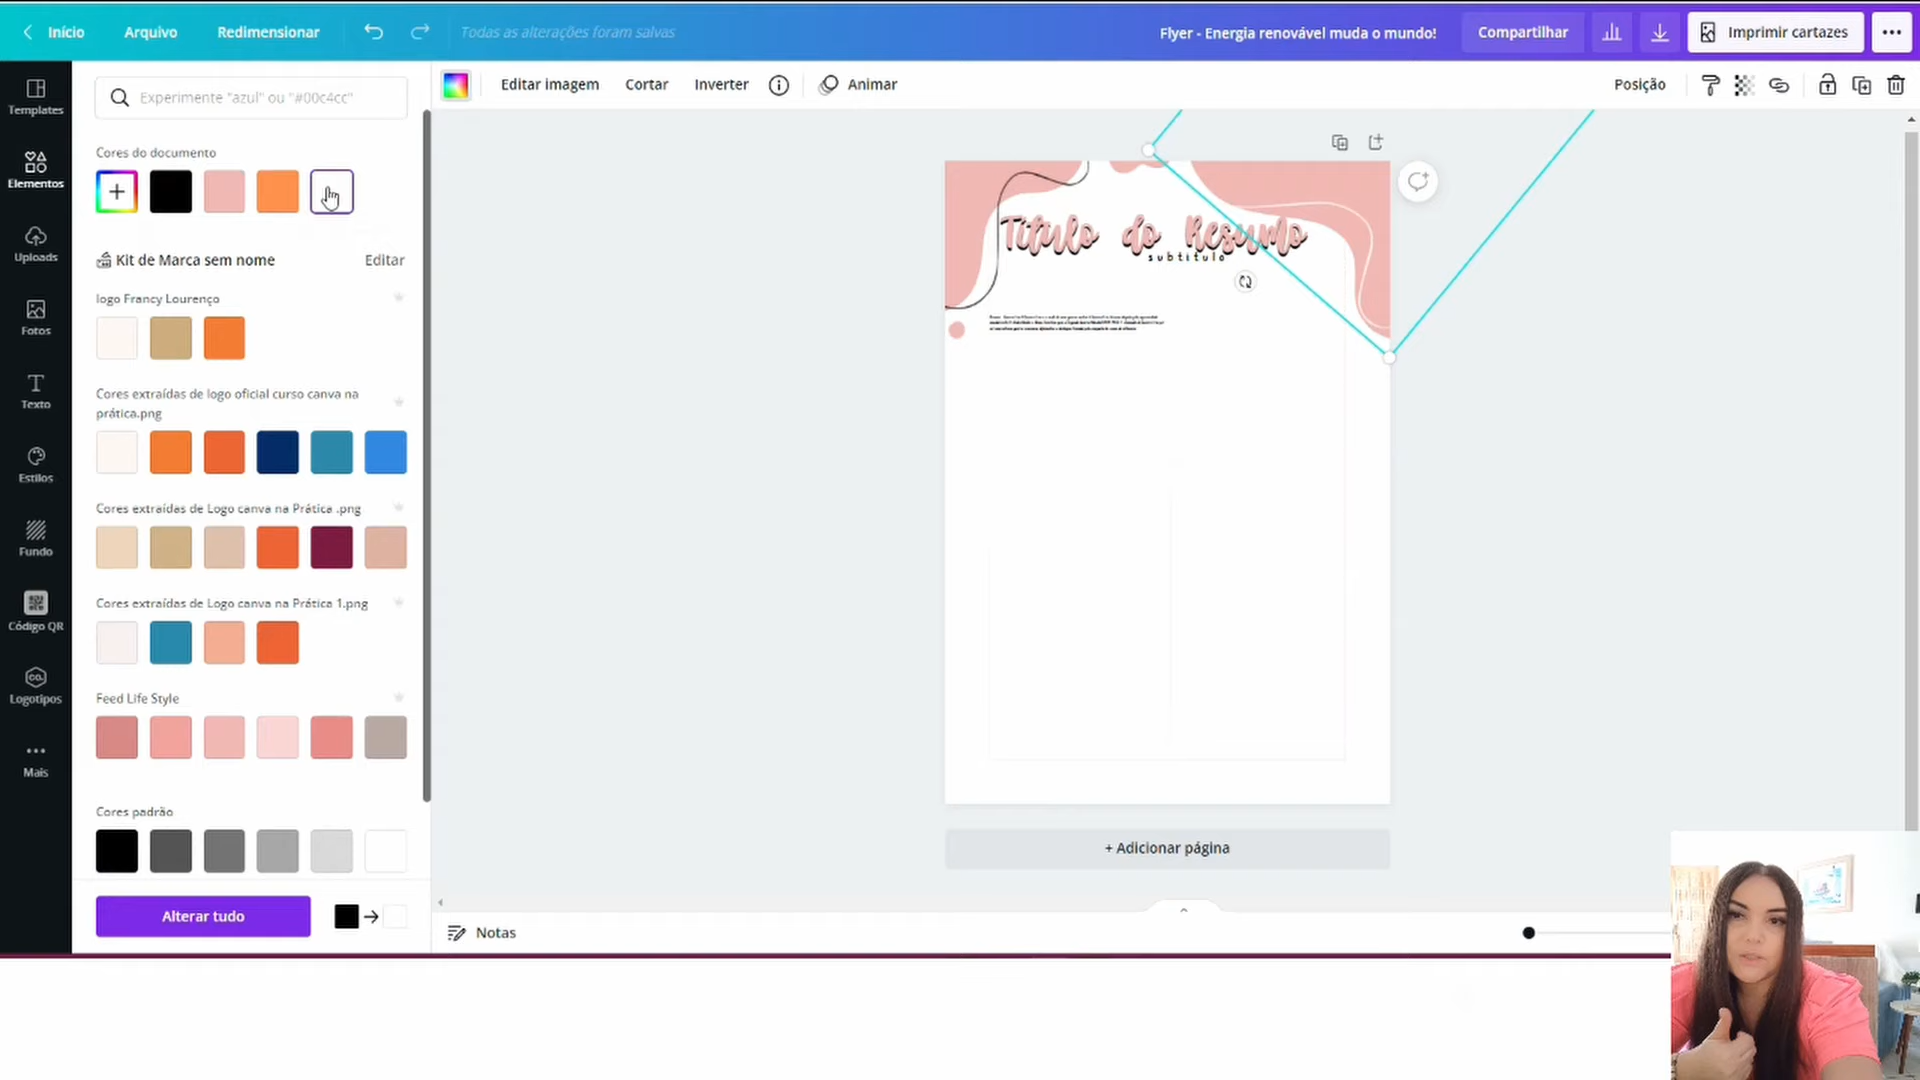 Início Arquivo Redimensionar Todas as alterações foram salvas Flyer - Energia renovável muda o mundo! Compartilhar Imprimir cartazes
Experimente "azul" ou "#00c4cc"
Editar imagem Cortar Inverter Animar Posição
Templates
Elementos
Uploads
Fotos
Texto
Estilos
Fundo
Código QR
Logotipos
Mais
Cores do documento
Kit de Marca sem nome Editar
logo Francy Lourenço
Cores extraídas de logo oficial curso canva na
prática.png
Cores extraídas de Logo canva na Prática .png
Cores extraídas de Logo canva na Prática 1.png
Feed Life Style
Cores padrão
Alterar tudo
Título do Resumo
subtitulo
+ Adicionar página
Notas